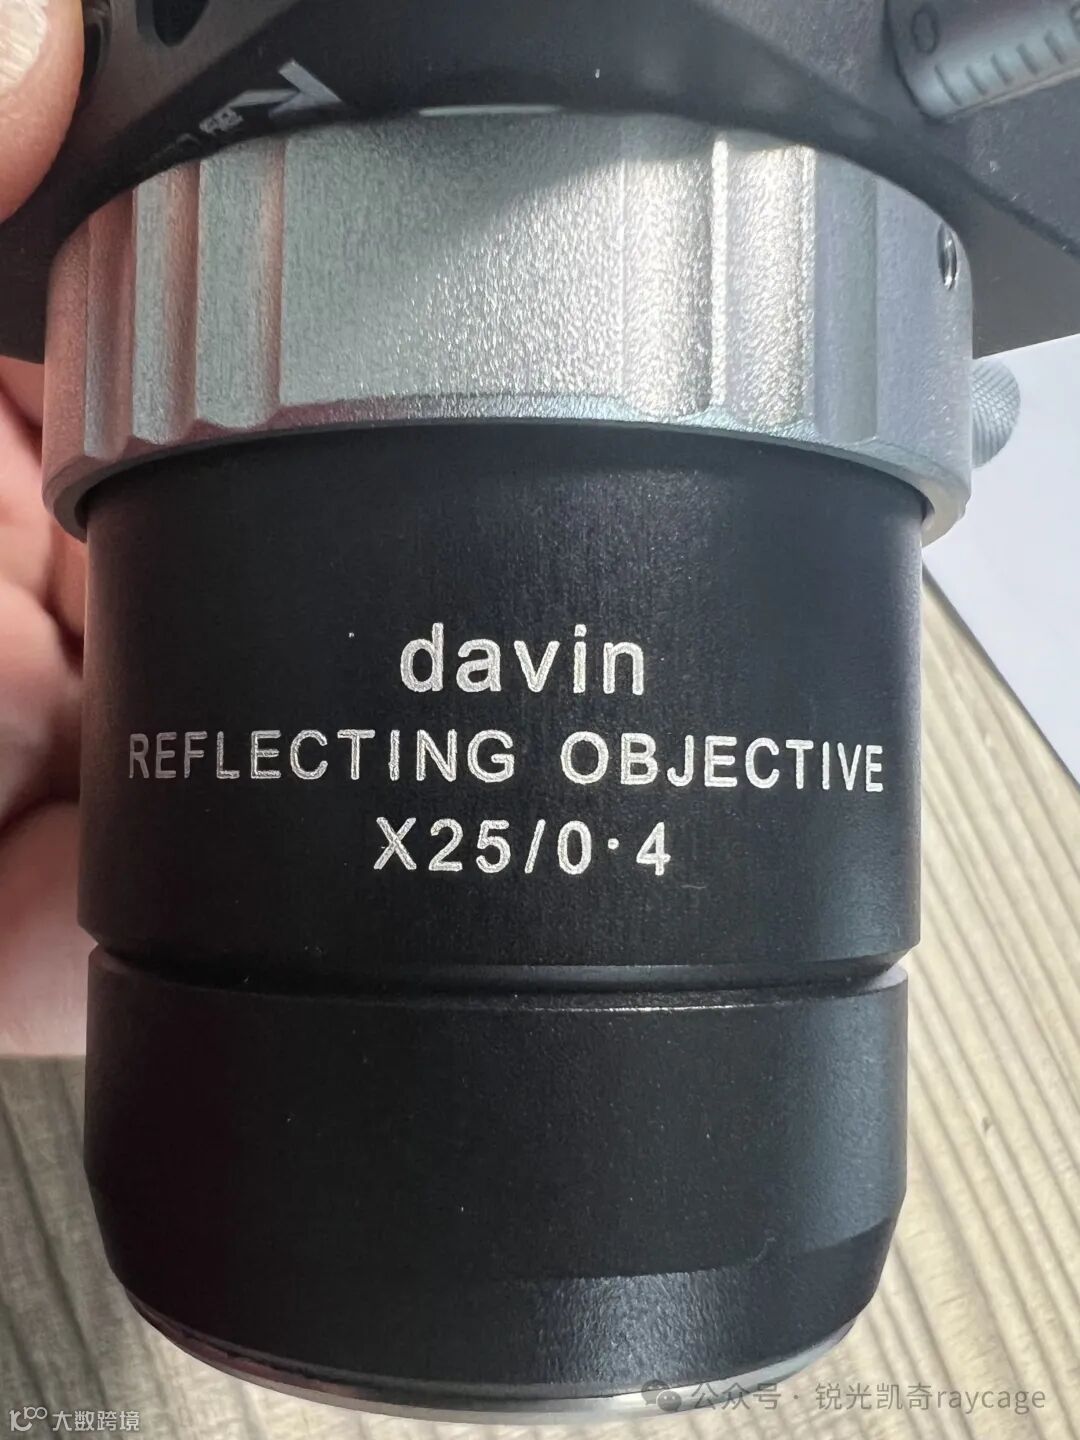 davin
REFLECTING OBJECTIVE
X25/0·4
公众号 · 锐光凯奇raycage
大数跨境